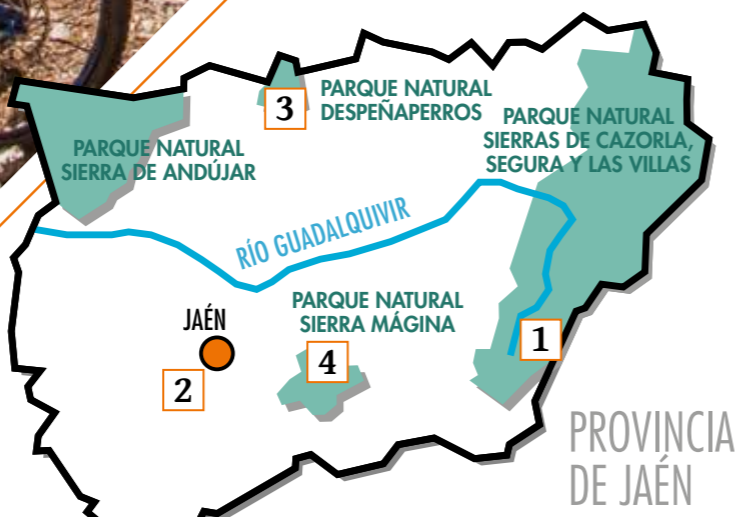 3
PARQUE NATURAL
DESPEÑAPERROS
PARQUE NATURAL
SIERRAS DE CAZORLA,
SEGURA Y LAS VILLAS
PARQUE NATURAL
SIERRA DE ANDÚJAR
RÍO GUADALQUIVIR
JAÉN
2
PARQUE NATURAL
SIERRA MÁGINA
4
1
PROVINCIA
DE JAÉN